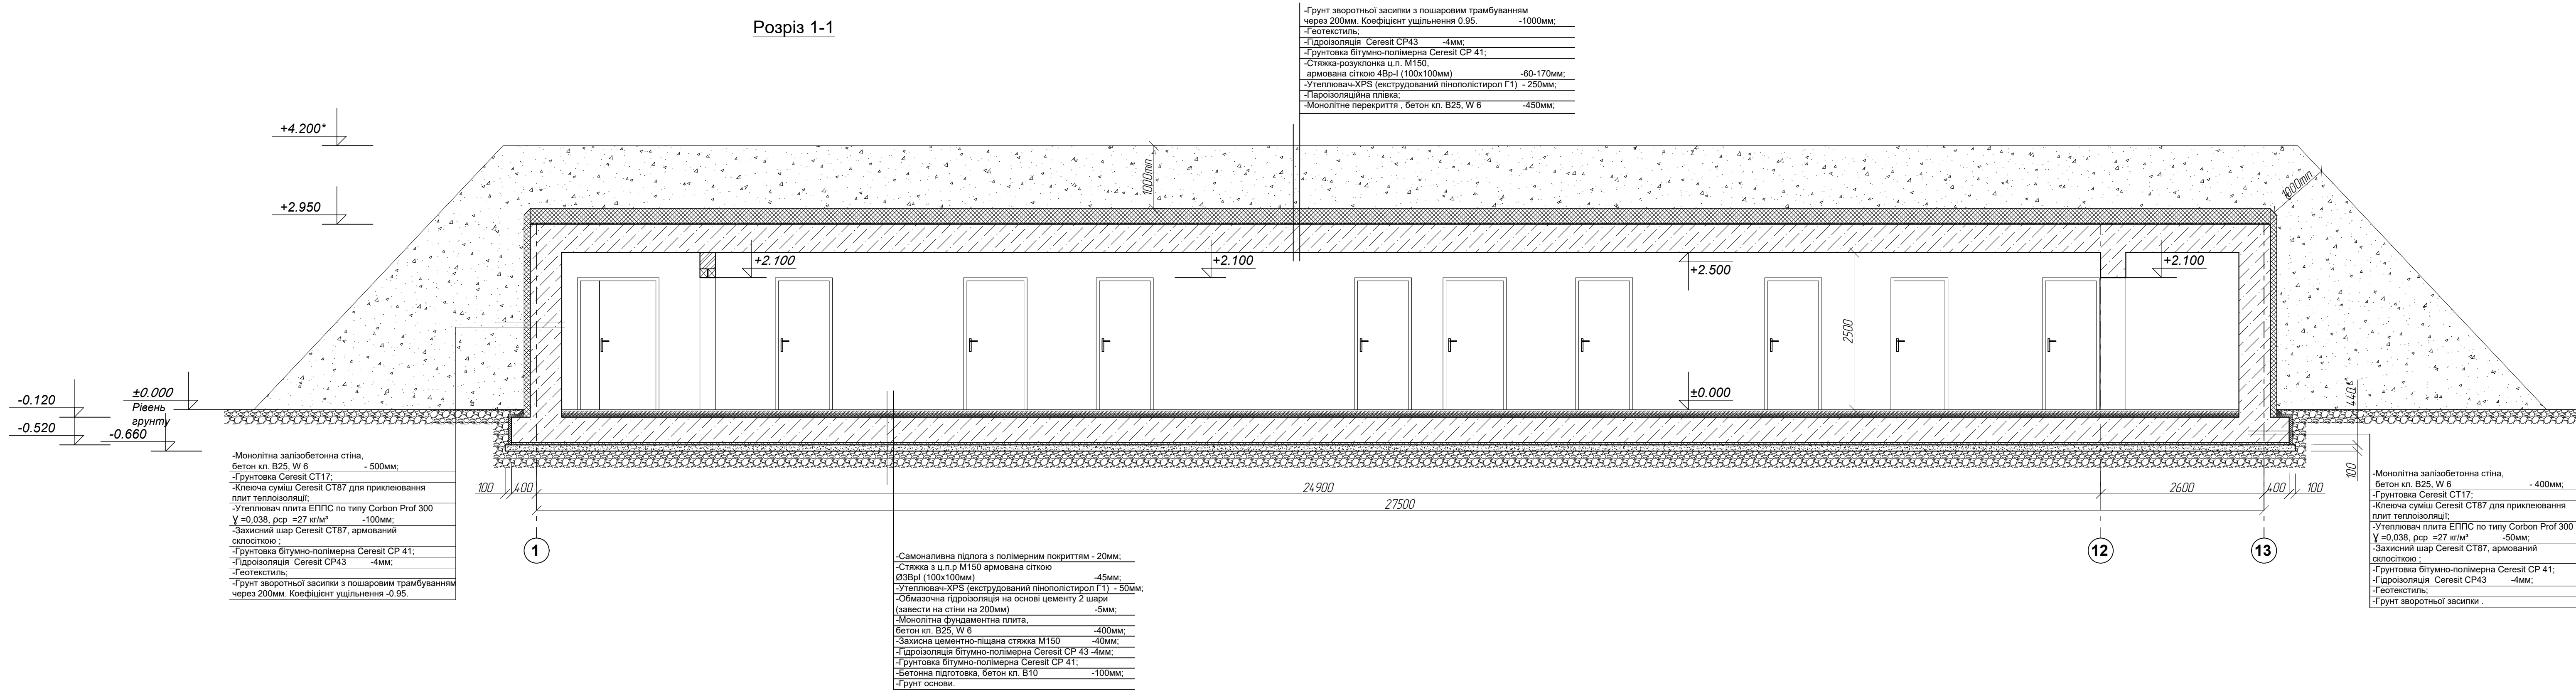 Розріз 1-1
-Грунт зворотньої засипки з пошаровим трамбуванням
через 200мм. Коефіцієнт ущільнення 0.95. -1000мм;
-Геотекстиль;
-Гідроізоляція Ceresit CP43 -4мм;
-Грунтовка бітумно-полімерна Ceresit CP 41;
-Стяжка-розуклонка ц.п. М150,
армована сіткою 4Вр-І (100х100мм) -60-170мм;
-Утеплювач-XPS (екструдований пінополістирол Г1) - 250мм;
-Пароізоляційна плівка;
-Монолітне перекриття , бетон кл. В25, W 6 -450мм;
+4.200*
+2.950
1000min
1000min
+2.100
+2.100
+2.500
+2.100
2500
±0.000
-0.120
±0.000
Рівень
грунту
-0.520
-0.660
440*
100
100
400
24900
2600
400
100
27500
1
12
13
-Монолітна залізобетонна стіна,
бетон кл. В25, W 6 - 500мм;
-Грунтовка Ceresit CT17;
-Клеюча суміш Ceresit CT87 для приклеювання
плит теплоізоляції;
-Утеплювач плита ЕППС по типу Corbon Prof 300
Ɣ =0,038, ρср =27 кг/м³ -100мм;
-Захисний шар Ceresit CT87, армований
склосіткою ;
-Грунтовка бітумно-полімерна Ceresit CP 41;
-Гідроізоляція Ceresit CP43 -4мм;
-Геотекстиль;
-Грунт зворотньої засипки з пошаровим трамбуванням
через 200мм. Коефіцієнт ущільнення -0.95.
-Самоналивна підлога з полімерним покриттям - 20мм;
-Стяжка з ц.п.р М150 армована сіткою
Ø3ВрІ (100х100мм) -45мм;
-Утеплювач-XPS (екструдований пінополістирол Г1) - 50мм;
-Обмазочна гідроізоляція на основі цементу 2 шари
(завести на стіни на 200мм) -5мм;
-Монолітна фундаментна плита,
бетон кл. В25, W 6 -400мм;
-Захисна цементно-піщана стяжка М150 -40мм;
-Гідроізоляція бітумно-полімерна Ceresit CP 43 -4мм;
-Грунтовка бітумно-полімерна Ceresit CP 41;
-Бетонна підготовка, бетон кл. В10 -100мм;
-Грунт основи.
-Монолітна залізобетонна стіна,
бетон кл. В25, W 6 - 400мм;
-Грунтовка Ceresit CT17;
-Клеюча суміш Ceresit CT87 для приклеювання
плит теплоізоляції;
-Утеплювач плита ЕППС по типу Corbon Prof 300
Ɣ =0,038, ρср =27 кг/м³ -50мм;
-Захисний шар Ceresit CT87, армований
склосіткою ;
-Грунтовка бітумно-полімерна Ceresit CP 41;
-Гідроізоляція Ceresit CP43 -4мм;
-Геотекстиль;
-Грунт зворотньої засипки .